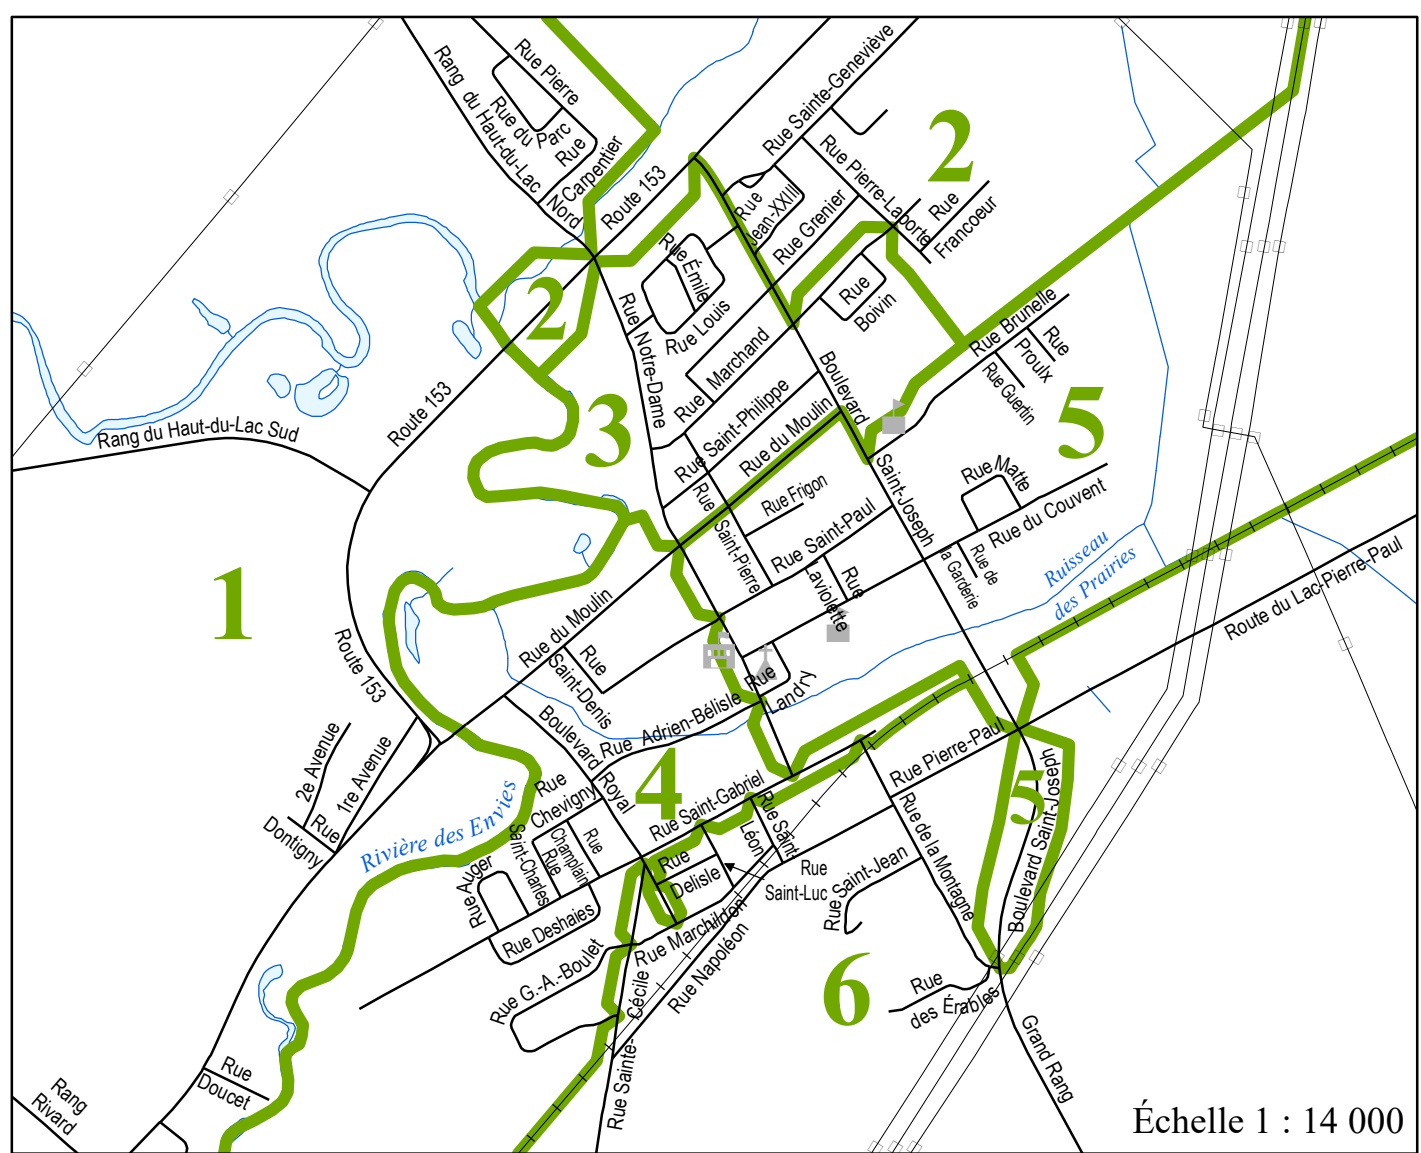 Rue Pierre
Rang du Haut-du-Lac Nord
Rue du Parc
Rue Carpentier
Route 153
Rue Sainte-Geneviève
2
Rue Pierre-Laporte
Rue
Francoeur
Rue
Jean-XXIII
Rue Grenier
Rue Émile
Rue Louis
Rue
Boivin
2
Rue Notre-Dame
Rue Marchand
Boulevard Saint-Joseph
Rue Brunelle
Rue
Proulx
Rue Guertin
Route 153
3
Rue Saint-Philippe
Rue du Moulin
5
Rang du Haut-du-Lac Sud
Rue Matte
Rue du Couvent
Rue Frigon
Rue Saint-Pierre
Rue Saint-Paul
Rue
Laviolette
Rue de
la Garderie
Ruisseau
des Prairies
Route du Lac-Pierre-Paul
1
Rue du Moulin
Rue
Saint-Denis
Route 153
Rue
Landry
Boulevard Royal
Rue Adrien-Bélisle
2e Avenue
1re Avenue
Rue
Dontigny
Rivière des Envies
4
Rue
Chevigny
Rue Saint-Gabriel
Rue Pierre-Paul
5
Boulevard Saint-Joseph
Rue
Champlain
Rue
Saint-Charles
Rue Auger
Rue Deshaies
Rue
Delisle
Rue Saint-
Léon
Rue
Saint-Luc
Rue Saint-Jean
Rue de la Montagne
Rue Marchildon
Rue Napoléon
Rue G.-A.-Boulet
Rue Sainte-Cécile
6
Rue
des Érables
Grand Rang
Rue
Doucet
Rang
Rivard
Échelle 1 : 14 000